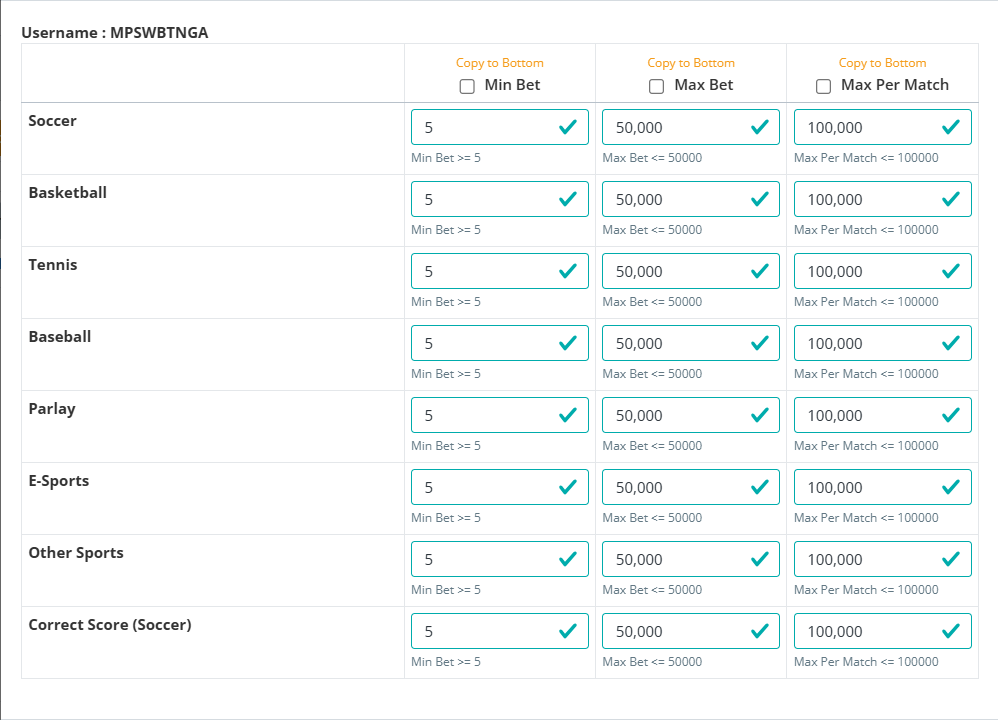 Username : MPSWBTNGA
Copy to Bottom Copy to Bottom Copy to Bottom
Min Bet Max Bet Max Per Match
Soccer 5 50,000 100,000
Min Bet >= 5 Max Bet <= 50000 Max Per Match <= 100000
Basketball 5 50,000 100,000
Min Bet >= 5 Max Bet <= 50000 Max Per Match <= 100000
Tennis 5 50,000 100,000
Min Bet >= 5 Max Bet <= 50000 Max Per Match <= 100000
Baseball 5 50,000 100,000
Min Bet >= 5 Max Bet <= 50000 Max Per Match <= 100000
Parlay 5 50,000 100,000
Min Bet >= 5 Max Bet <= 50000 Max Per Match <= 100000
E-Sports 5 50,000 100,000
Min Bet >= 5 Max Bet <= 50000 Max Per Match <= 100000
Other Sports 5 50,000 100,000
Min Bet >= 5 Max Bet <= 50000 Max Per Match <= 100000
Correct Score (Soccer) 5 50,000 100,000
Min Bet >= 5 Max Bet <= 50000 Max Per Match <= 100000